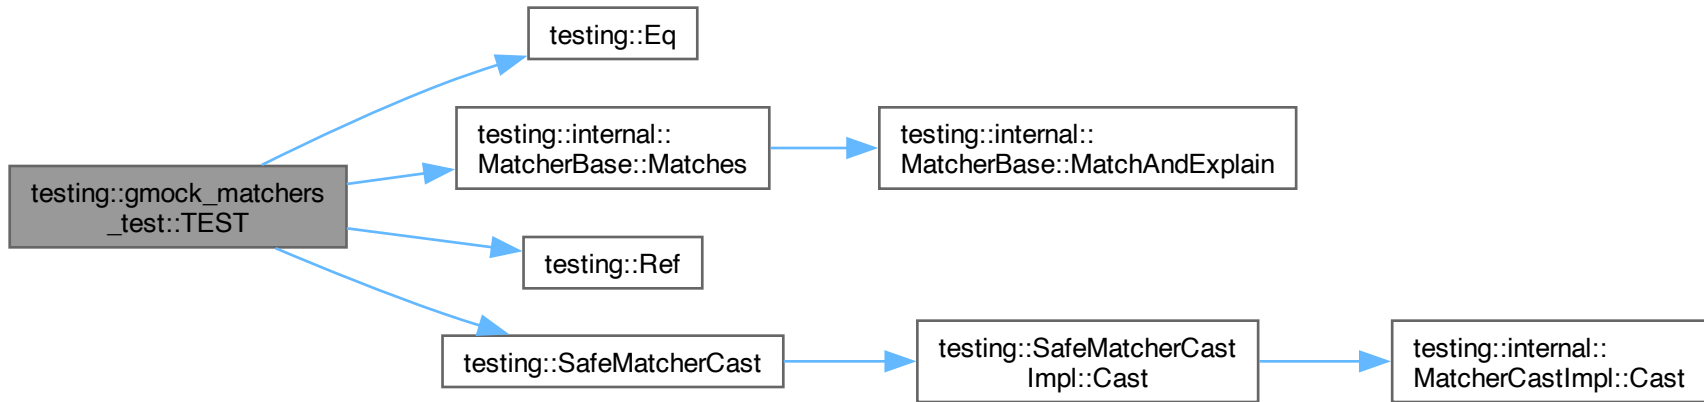 testing::Eq
testing::internal::
MatcherBase::Matches
testing::internal::
MatcherBase::MatchAndExplain
testing::gmock_matchers
_test::TEST
testing::Ref
testing::SafeMatcherCast
testing::SafeMatcherCast
Impl::Cast
testing::internal::
MatcherCastImpl::Cast